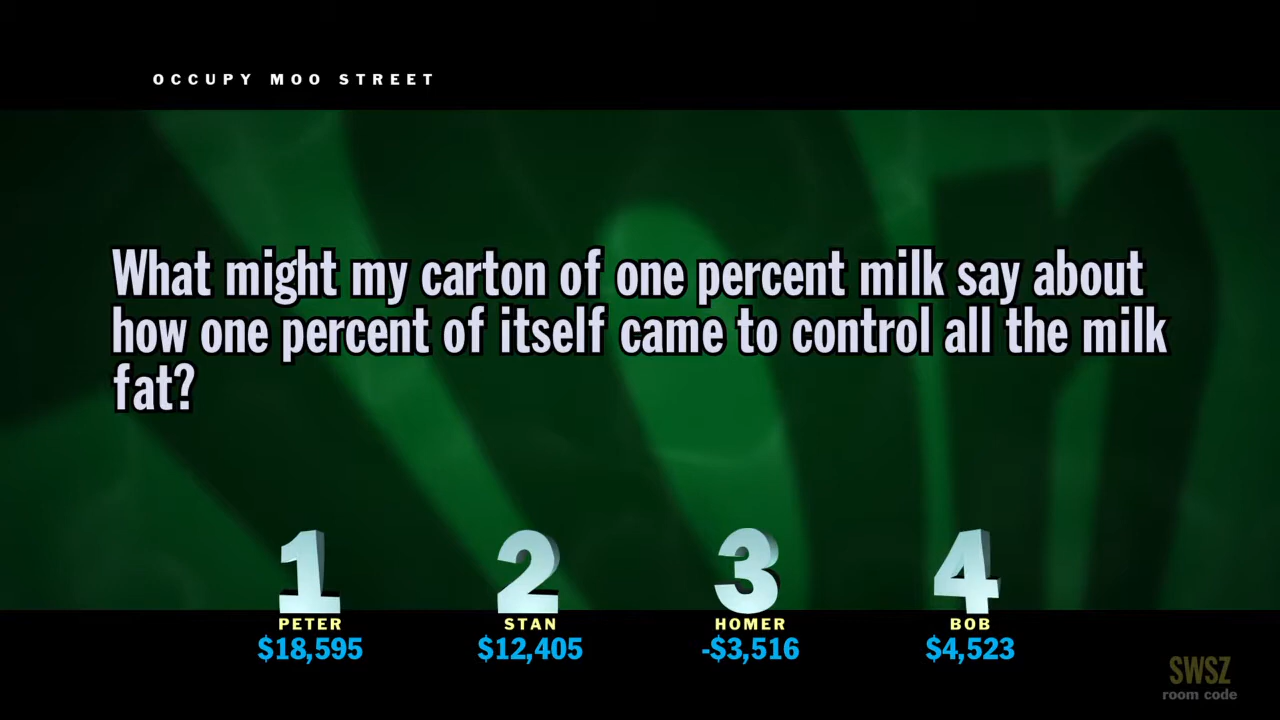 OCCUPY MOO STREET
What might my carton of one percent milk say about
how one percent of itself came to control all the milk
fat?
1 2 3 4
PETER STAN HOMER BOB
$18,595 $12,405 -$3,516 $4,523
SWSZ
room code